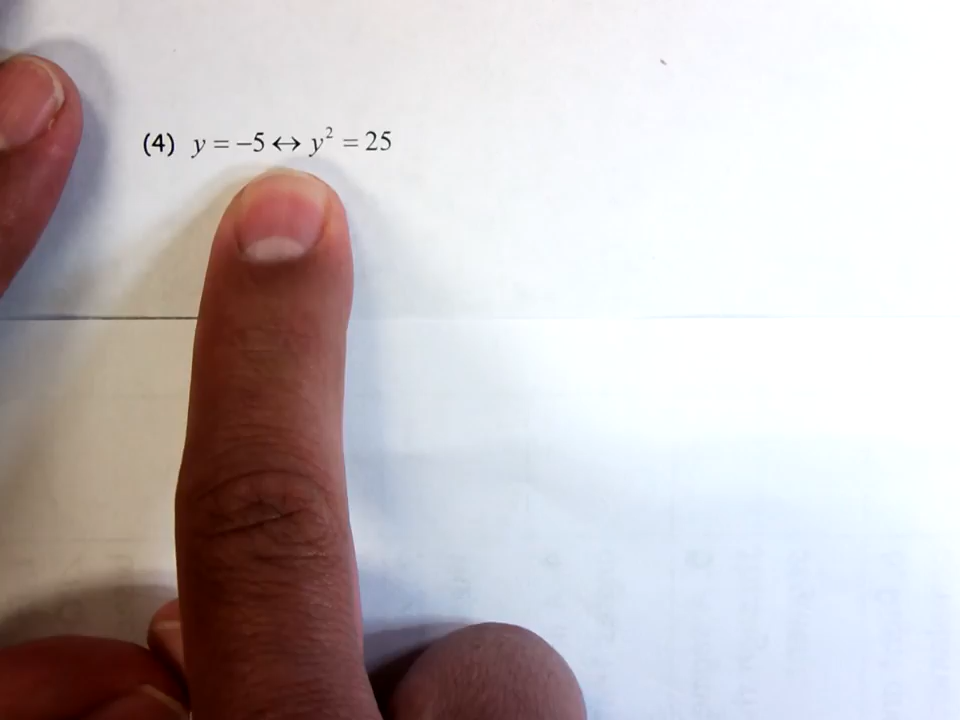 (4) y = −5 ↔ y² = 25